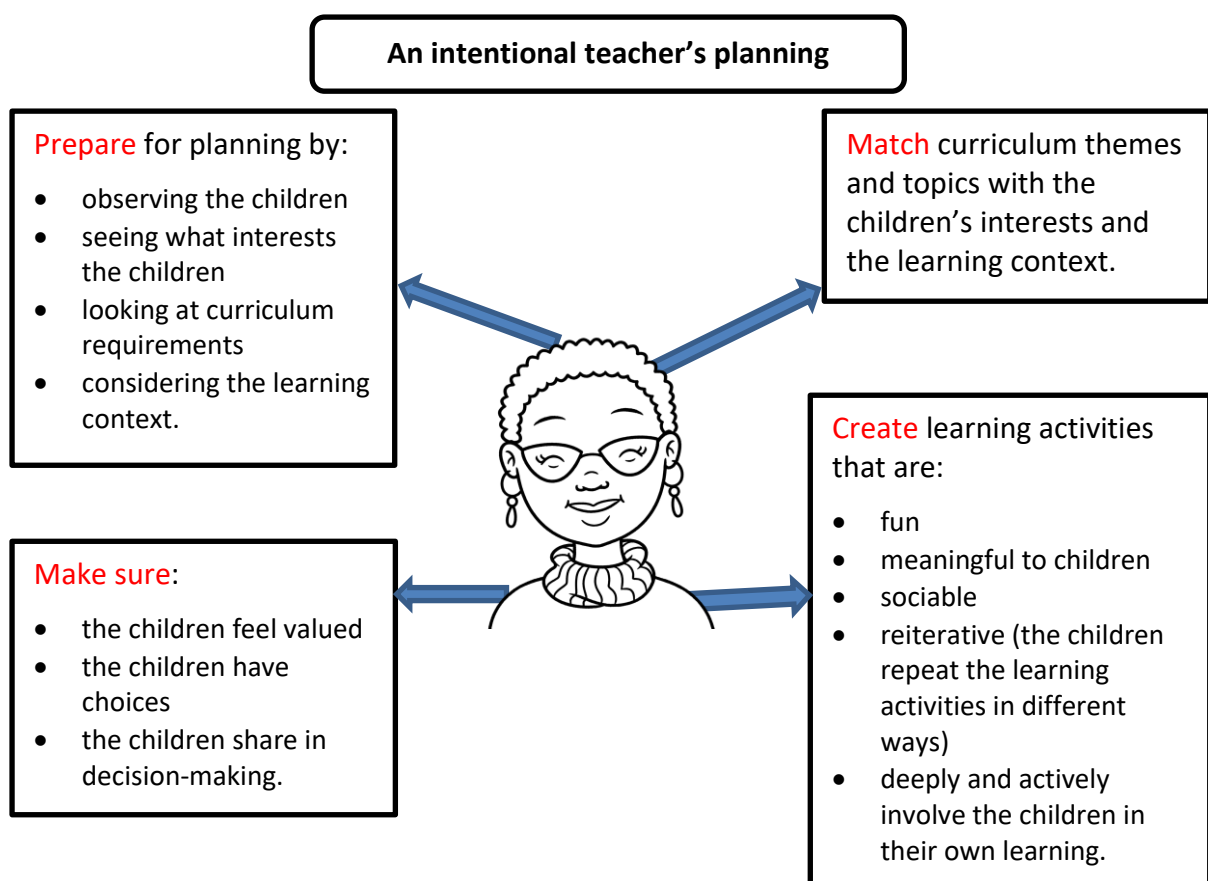 An intentional teacher's planning
Prepare for planning by:
• observing the children
• seeing what interests
the children
• looking at curriculum
requirements
• considering the learning
context.
Match curriculum themes
and topics with the
children's interests and
the learning context.
Make sure:
• the children feel valued
• the children have
choices
• the children share in
decision-making.
Create learning activities
that are:
• fun
• meaningful to children
• sociable
• reiterative (the children
repeat the learning
activities in different
ways)
• deeply and actively
involve the children in
their own learning.